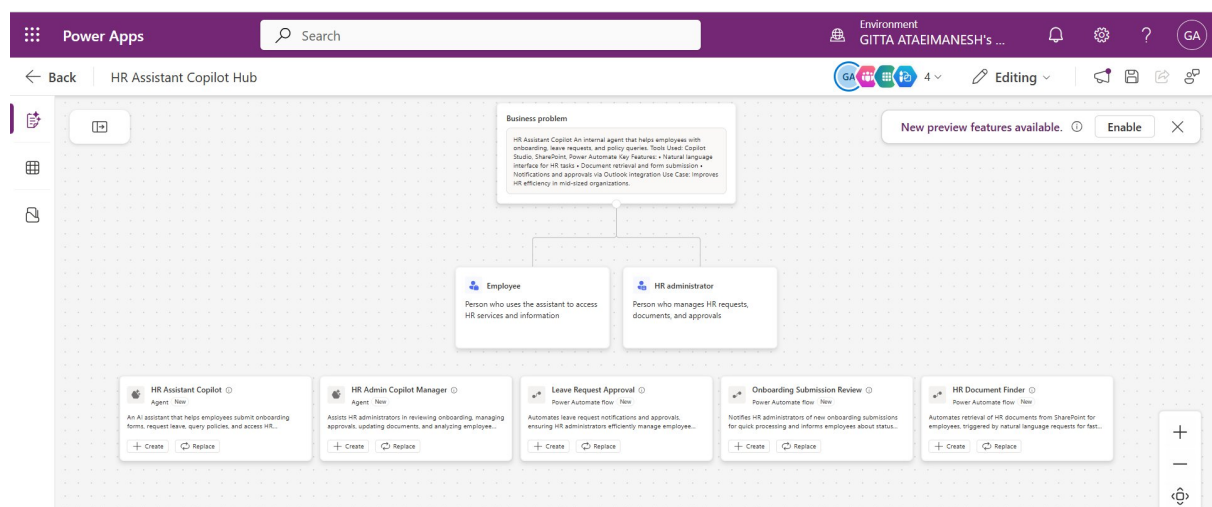 Power Apps
Search
Environment
GITTA ATAEIMANESH's ...
?
GA
Back
HR Assistant Copilot Hub
GA
4
Editing
New preview features available.
Enable
Business problem
HR Assistant Copilot An internal agent that helps employees with
onboarding, leave requests, and policy queries. Tools Used: Copilot
Studio, SharePoint, Power Automate Key Features: • Natural language
interface for HR tasks • Document retrieval and form submission •
Notifications and approvals via Outlook integration Use Case: Improves
HR efficiency in mid-sized organizations.
Employee
Person who uses the assistant to access
HR services and information
HR administrator
Person who manages HR requests,
documents, and approvals
HR Assistant Copilot
Agent New
An AI assistant that helps employees submit onboarding
forms, request leave, query policies, and access HR...
+ Create Replace
HR Admin Copilot Manager
Agent New
Assists HR administrators in reviewing onboarding, managing
approvals, updating documents, and analyzing employee...
+ Create Replace
Leave Request Approval
Power Automate flow New
Automates leave request notifications and approvals,
ensuring HR administrators efficiently manage employee...
+ Create Replace
Onboarding Submission Review
Power Automate flow New
Notifies HR administrators of new onboarding submissions
for quick processing and informs employees about status...
+ Create Replace
HR Document Finder
Power Automate flow New
Automates retrieval of HR documents from SharePoint for
employees, triggered by natural language requests for fast...
+ Create Replace